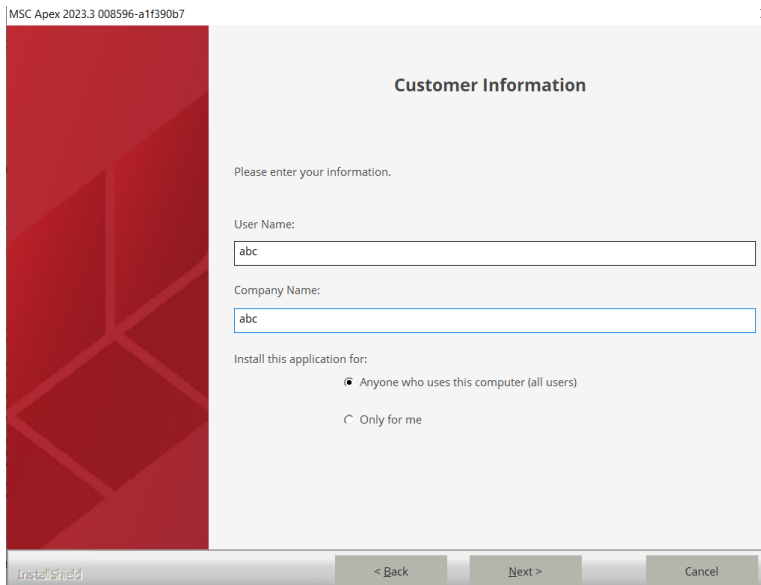 MSC Apex 2023.3 008596-a1f390b7
Customer Information
Please enter your information.
User Name:
abc
Company Name:
abc
Install this application for:
Anyone who uses this computer (all users)
Only for me
InstallShield
< Back
Next >
Cancel